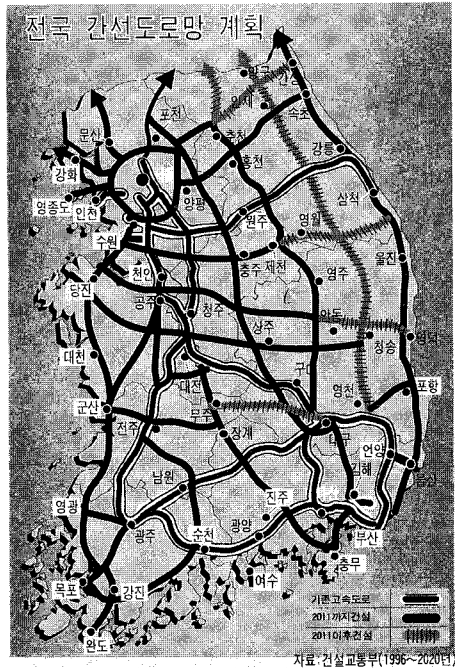 전국 간선도로망 계획
문산
포천
춘천
속초
강화
홍천
강릉
영종도
인천
양평
원주
영월
삼척
수원
충주
제천
울진
당진
천안
영주
공주
청주
상주
안동
청송
영덕
대천
대전
영천
포항
군산
전주
무주
장계
대구
언양
울산
남원
김해
영광
광주
순천
광양
진주
부산
충무
여수
목포
강진
완도
기존고속도로
2011까지건설
2011이후건설
자료·건설교통부(1996~2020년)